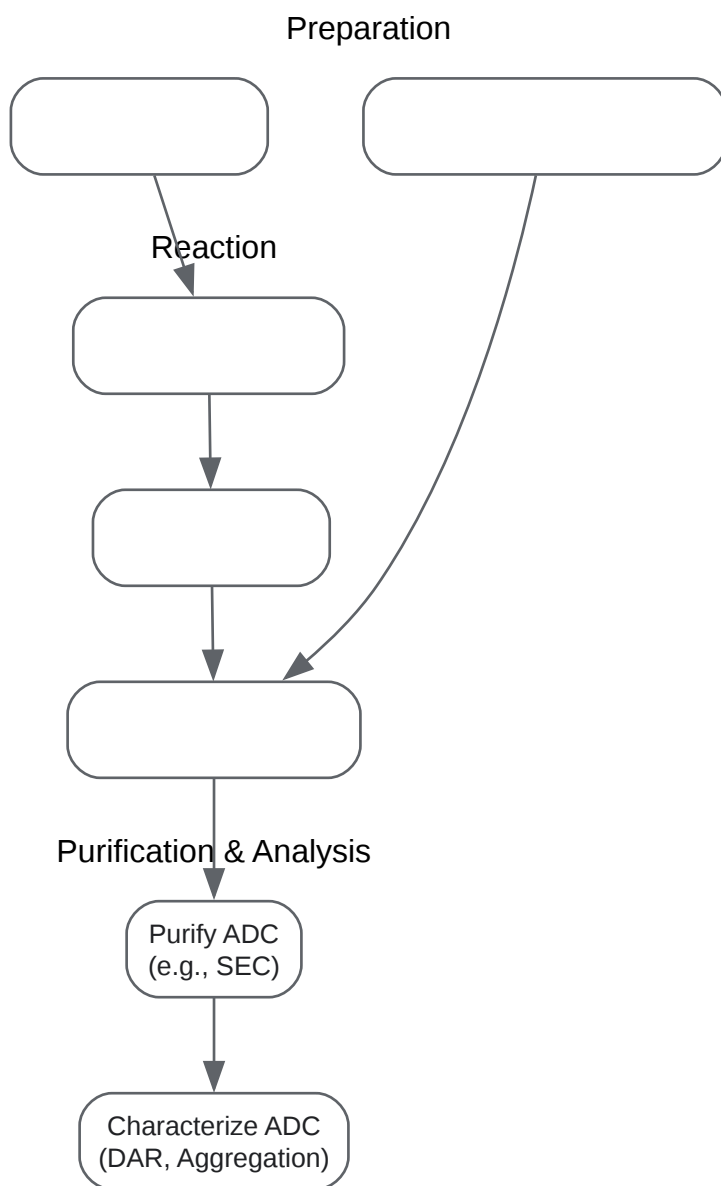 Preparation
Reaction
Purification & Analysis
Purify ADC
(e.g., SEC)
Characterize ADC
(DAR, Aggregation)